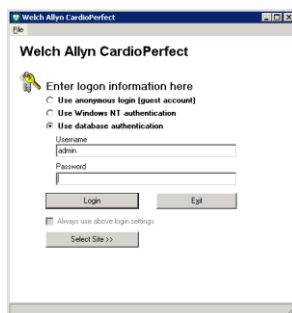 Welch Allyn CardioPerfect
File
Welch Allyn CardioPerfect
Enter logon information here
Use anonymous login (guest account)
Use Windows NT authentication
Use database authentication
Username
admin
Password
Login Exit
Always use above login settings
Select Site >>